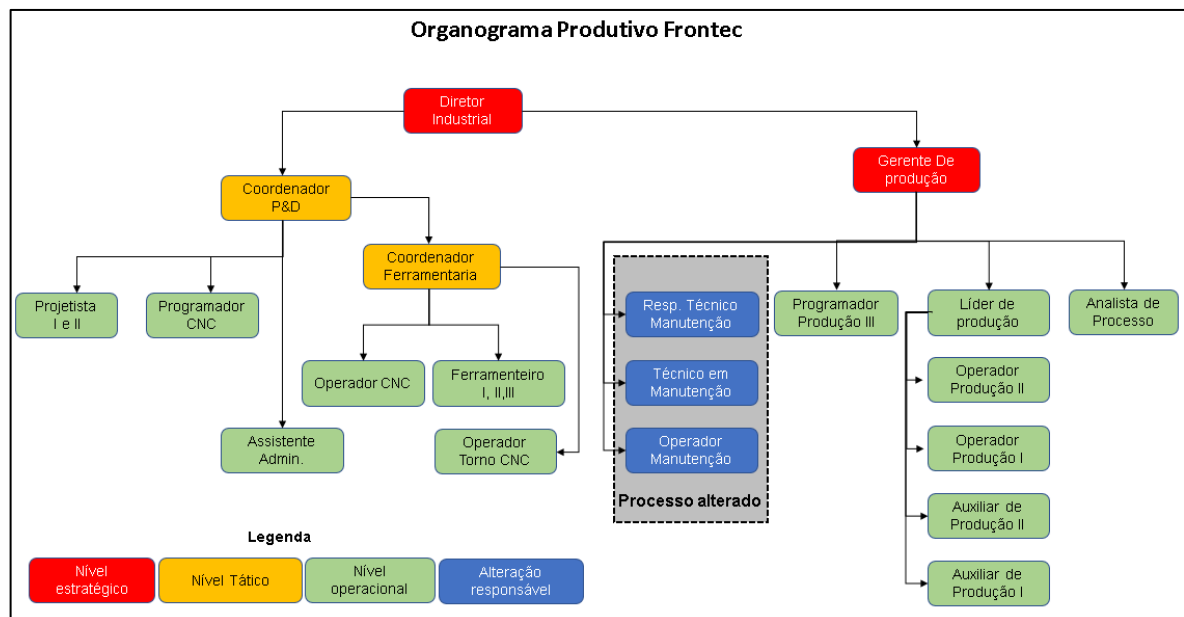 Organograma Produtivo Frontec
Diretor
Industrial
Gerente De
produção
Coordenador
P&D
Coordenador
Ferramentaria
Projetista
I e II
Programador
CNC
Resp. Técnico
Manutenção
Programador
Produção III
Líder de
produção
Analista de
Processo
Operador CNC
Ferramenteiro
I, II,III
Técnico em
Manutenção
Operador
Produção II
Assistente
Admin.
Operador
Torno CNC
Operador
Manutenção
Operador
Produção I
Processo alterado
Auxiliar de
Produção II
Auxiliar de
Produção I
Legenda
Nível
estratégico
Nível Tático
Nível
operacional
Alteração
responsável